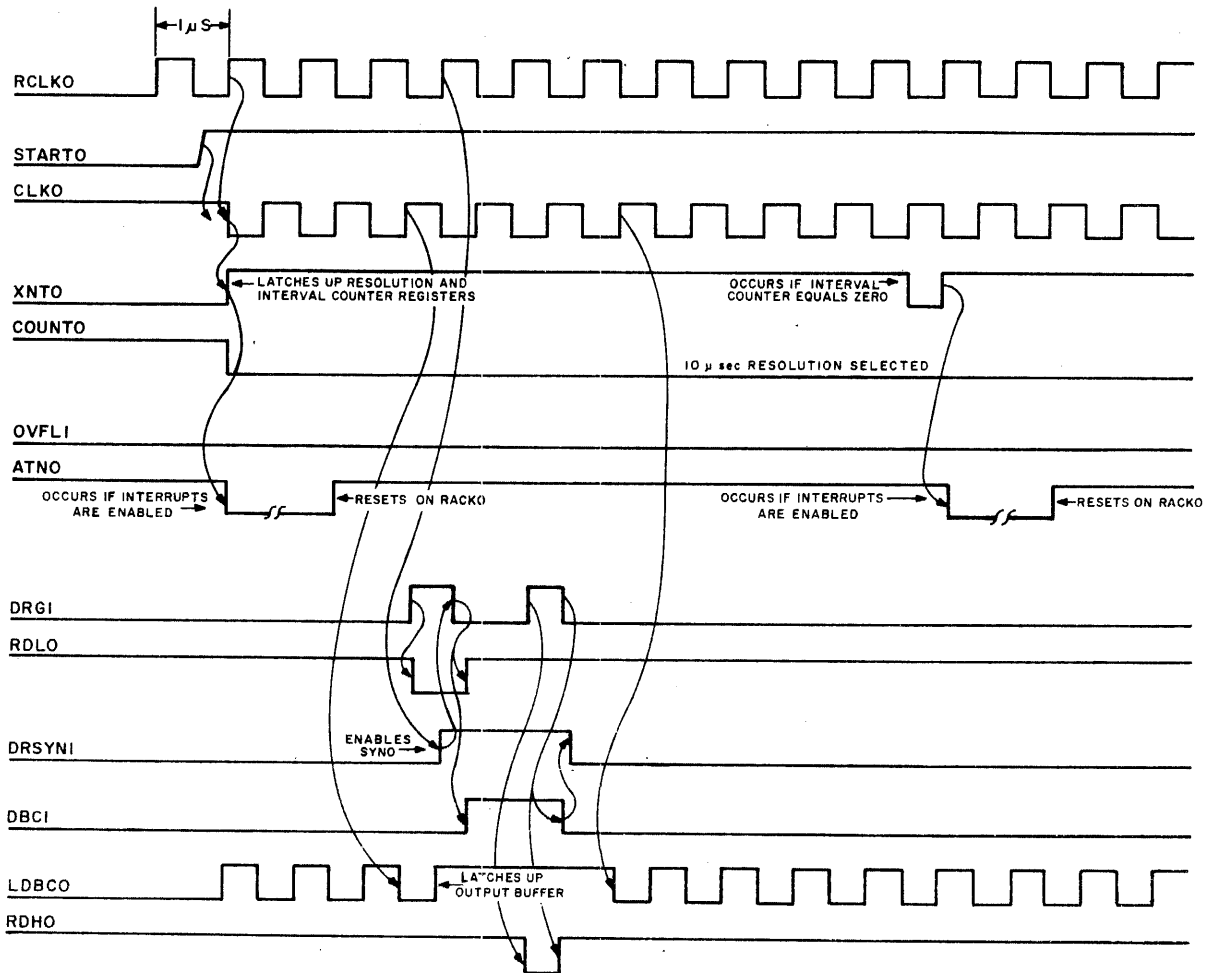 1 μS
RCLKO
STARTO
CLKO
XNTO
LATCHES UP RESOLUTION AND
INTERVAL COUNTER REGISTERS
OCCURS IF INTERVAL
COUNTER EQUALS ZERO
COUNTO
10 μ sec RESOLUTION SELECTED
OVFLI
ATNO
OCCURS IF INTERRUPTS
ARE ENABLED
RESETS ON RACKO
OCCURS IF INTERRUPTS
ARE ENABLED
RESETS ON RACKO
DRGI
RDLO
ENABLES
SYNO
DRSYNI
DBCI
LDBCO
LATCHES UP
OUTPUT BUFFER
RDHO